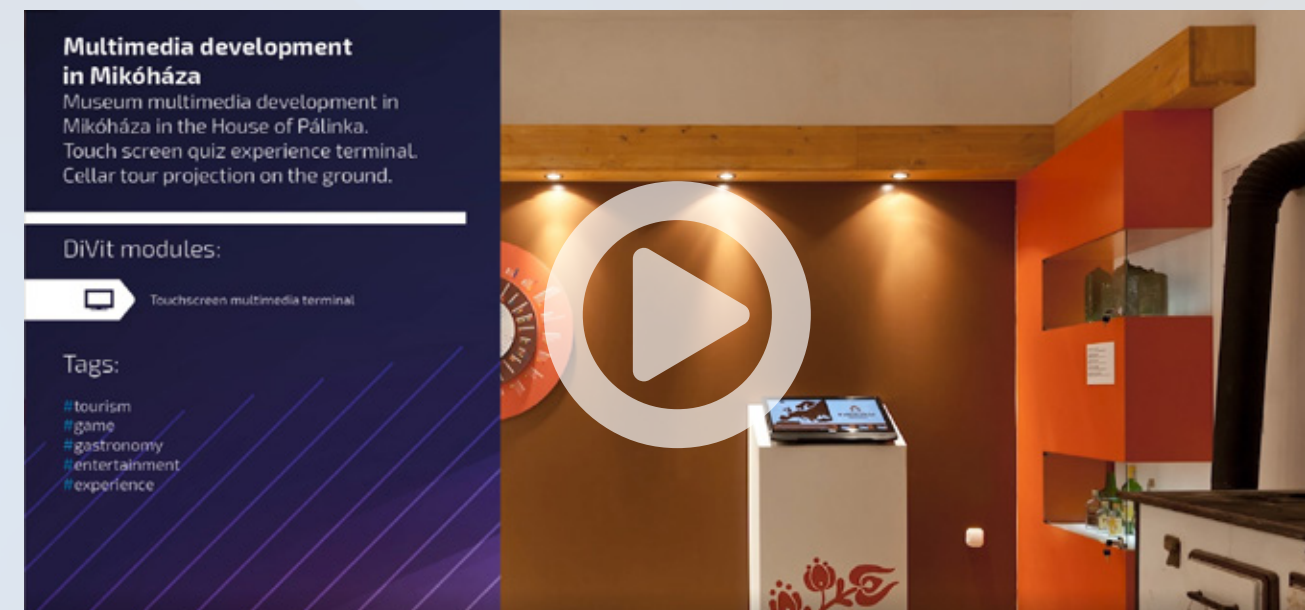 Multimedia development
in Mikóháza
Museum multimedia development in
Mikóháza in the House of Pálinka.
Touch screen quiz experience terminal.
Cellar tour projection on the ground.
DiVit modules:
Touchscreen multimedia terminal
Tags:
#tourism
#game
#gastronomy
#entertainment
#experience